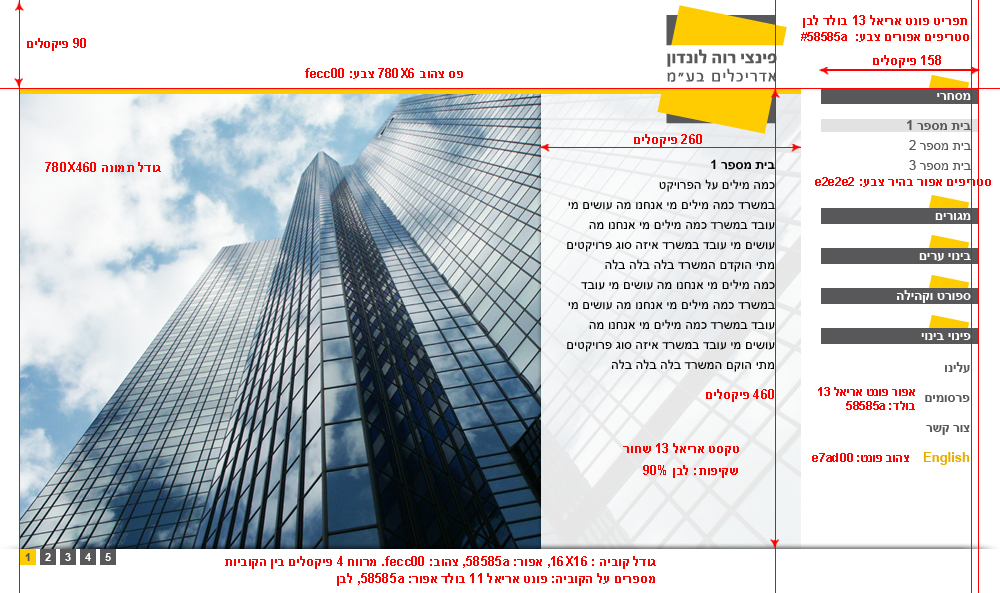 תפריט פונט אריאל 13 בולד לבן
סטריפים אפורים צבע: 58585a#
158 פיקסלים
90 פיקסלים
פס צהוב 780X6 צבע: fecc00
פינצי רוה לונדון
אדריכלים בע"מ
מסחרי
בית מספר 1
בית מספר 2
בית מספר 3
סטריפים אפור בהיר צבע: e2e2e2
מגורים
בינוי ערים
ספורט וקהילה
פינוי בינוי
עלינו
פרסומים
אפור פונט אריאל 13
בולד: 58585a
צור קשר
English
צהוב פונט: e7ad00
260 פיקסלים
גודל תמונה 780X460
בית מספר 1
כמה מילים על הפרויקט
במשרד כמה מילים מי אנחנו מה עושים מי
עובד במשרד כמה מילים מי אנחנו מה
עושים מי עובד במשרד איזה סוג פרויקטים
מתי הוקדם המשרד בלה בלה בלה
כמה מילים מי אנחנו מה עושים מי עובד
במשרד כמה מילים מי אנחנו מה עושים מי
עובד במשרד כמה מילים מי אנחנו מה
עושים מי עובד במשרד איזה סוג פרויקטים
מתי הוקם המשרד בלה בלה בלה
460 פיקסלים
טקסט אריאל 13 שחור
שקיפות: לבן 90%
1 2 3 4 5
גודל קוביה : 16X16, אפור: 58585a, צהוב: fecc00. מרווח 4 פיקסלים בין הקוביות
מספרים על הקוביה: פונט אריאל 11 בולד אפור: 58585a, לבן